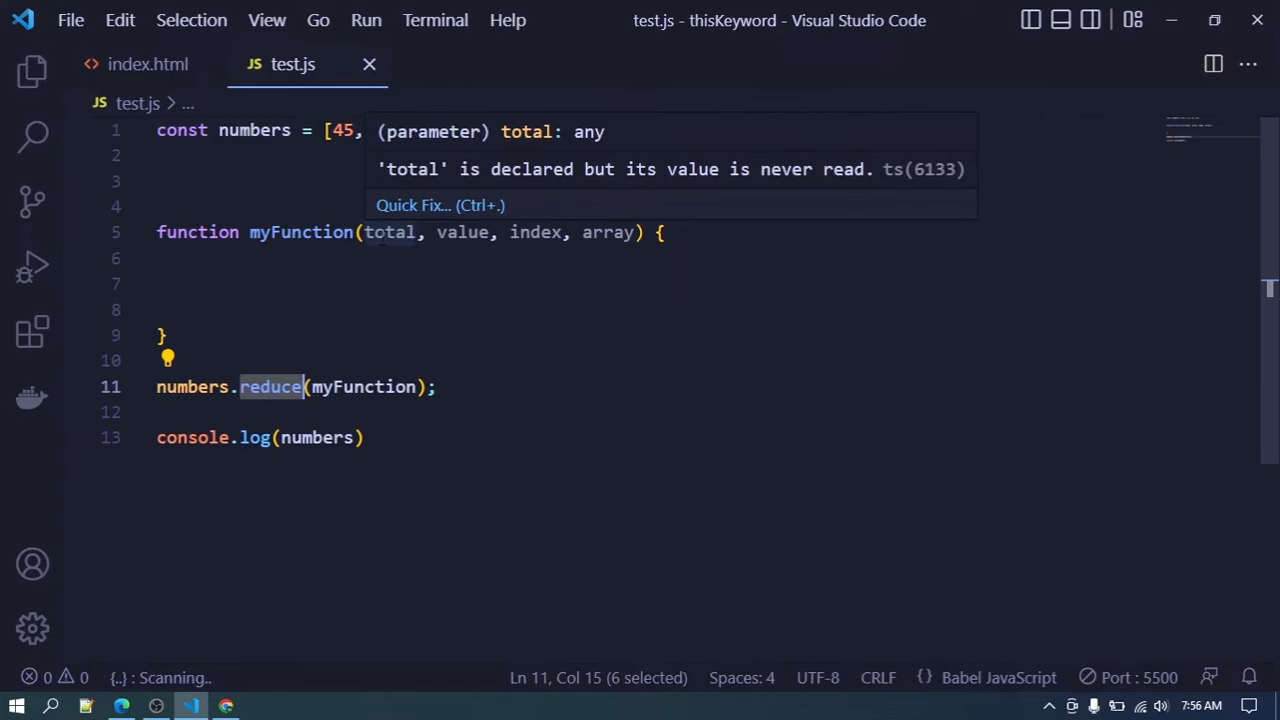 File Edit Selection View Go Run Terminal Help test.js - thisKeyword - Visual Studio Code
index.html JS test.js
JS test.js > ...
1 const numbers = [45,
(parameter) total: any
2
'total' is declared but its value is never read. ts(6133)
3
Quick Fix... (Ctrl+.)
4
5 function myFunction(total, value, index, array) {
6
7
8
9 }
10
11 numbers.reduce(myFunction);
12
13 console.log(numbers)
0 0 {..} : Scanning.. Ln 11, Col 15 (6 selected) Spaces: 4 UTF-8 CRLF {} Babel JavaScript Port : 5500
7:56 AM